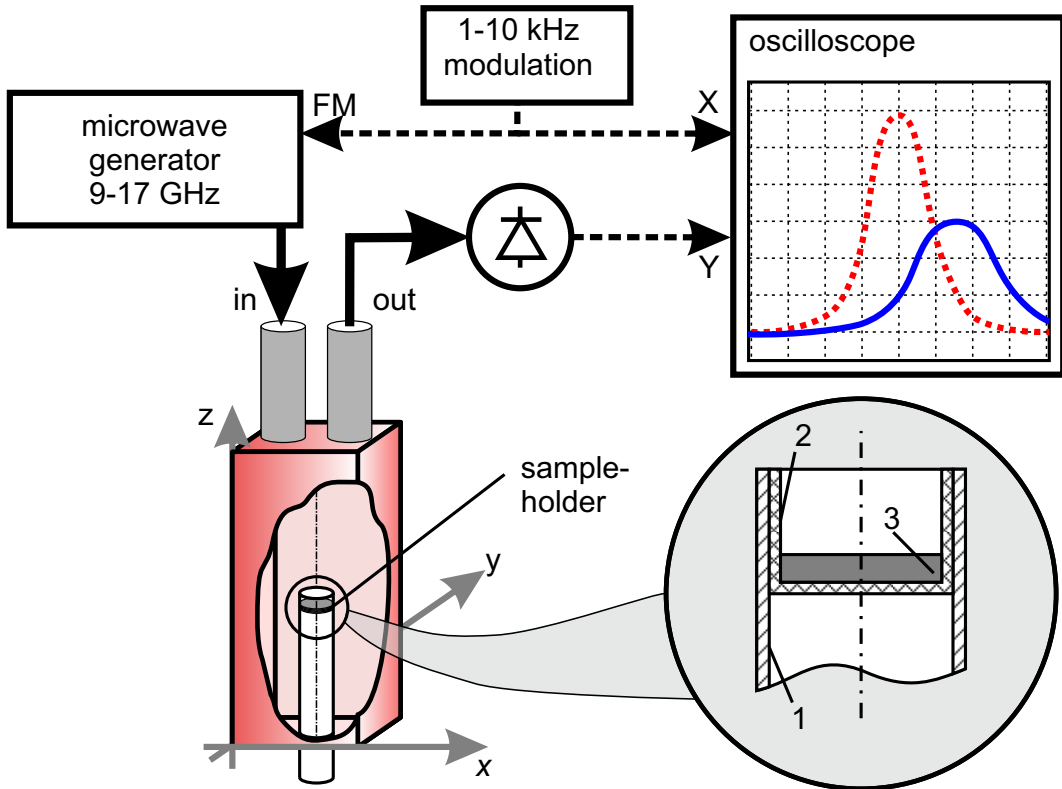 1-10 kHz
modulation
oscilloscope
FM
X
microwave
generator
9-17 GHz
Y
in
out
z
sample-
holder
y
2
3
1
x